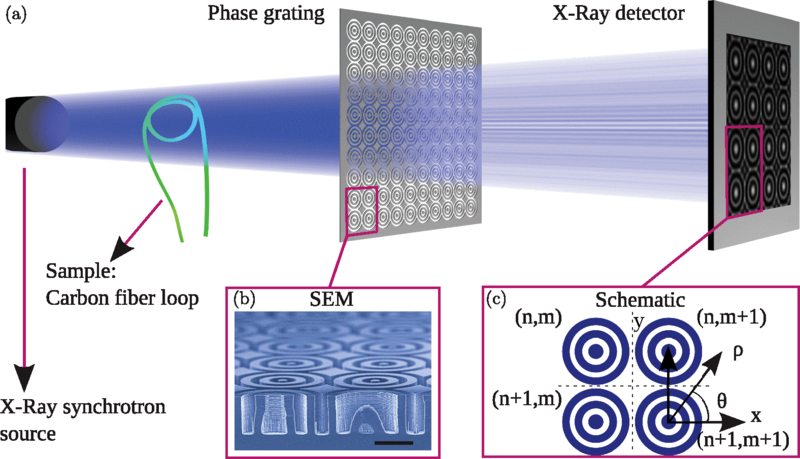 (a)
Phase grating
X-Ray detector
Sample:
Carbon fiber loop
X-Ray synchrotron
source
(b)
SEM
(c)
Schematic
(n,m)
y
(n,m+1)
ρ
(n+1,m)
θ
x
(n+1,m+1)